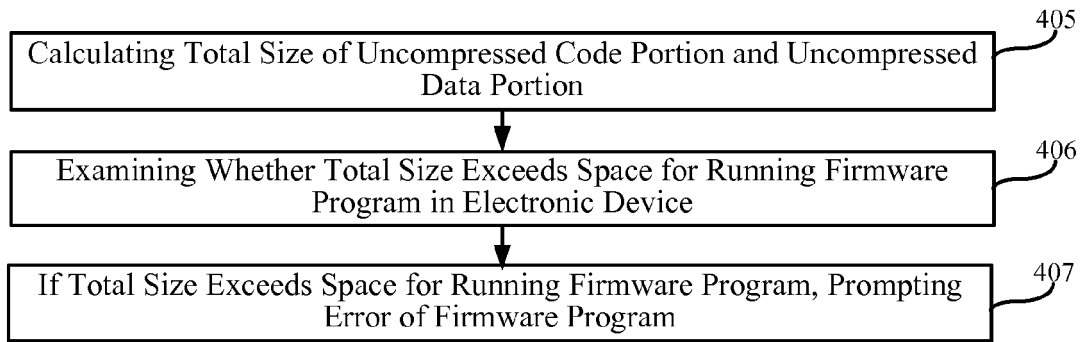 405
Calculating Total Size of Uncompressed Code Portion and Uncompressed
Data Portion
406
Examining Whether Total Size Exceeds Space for Running Firmware
Program in Electronic Device
407
If Total Size Exceeds Space for Running Firmware Program, Prompting
Error of Firmware Program